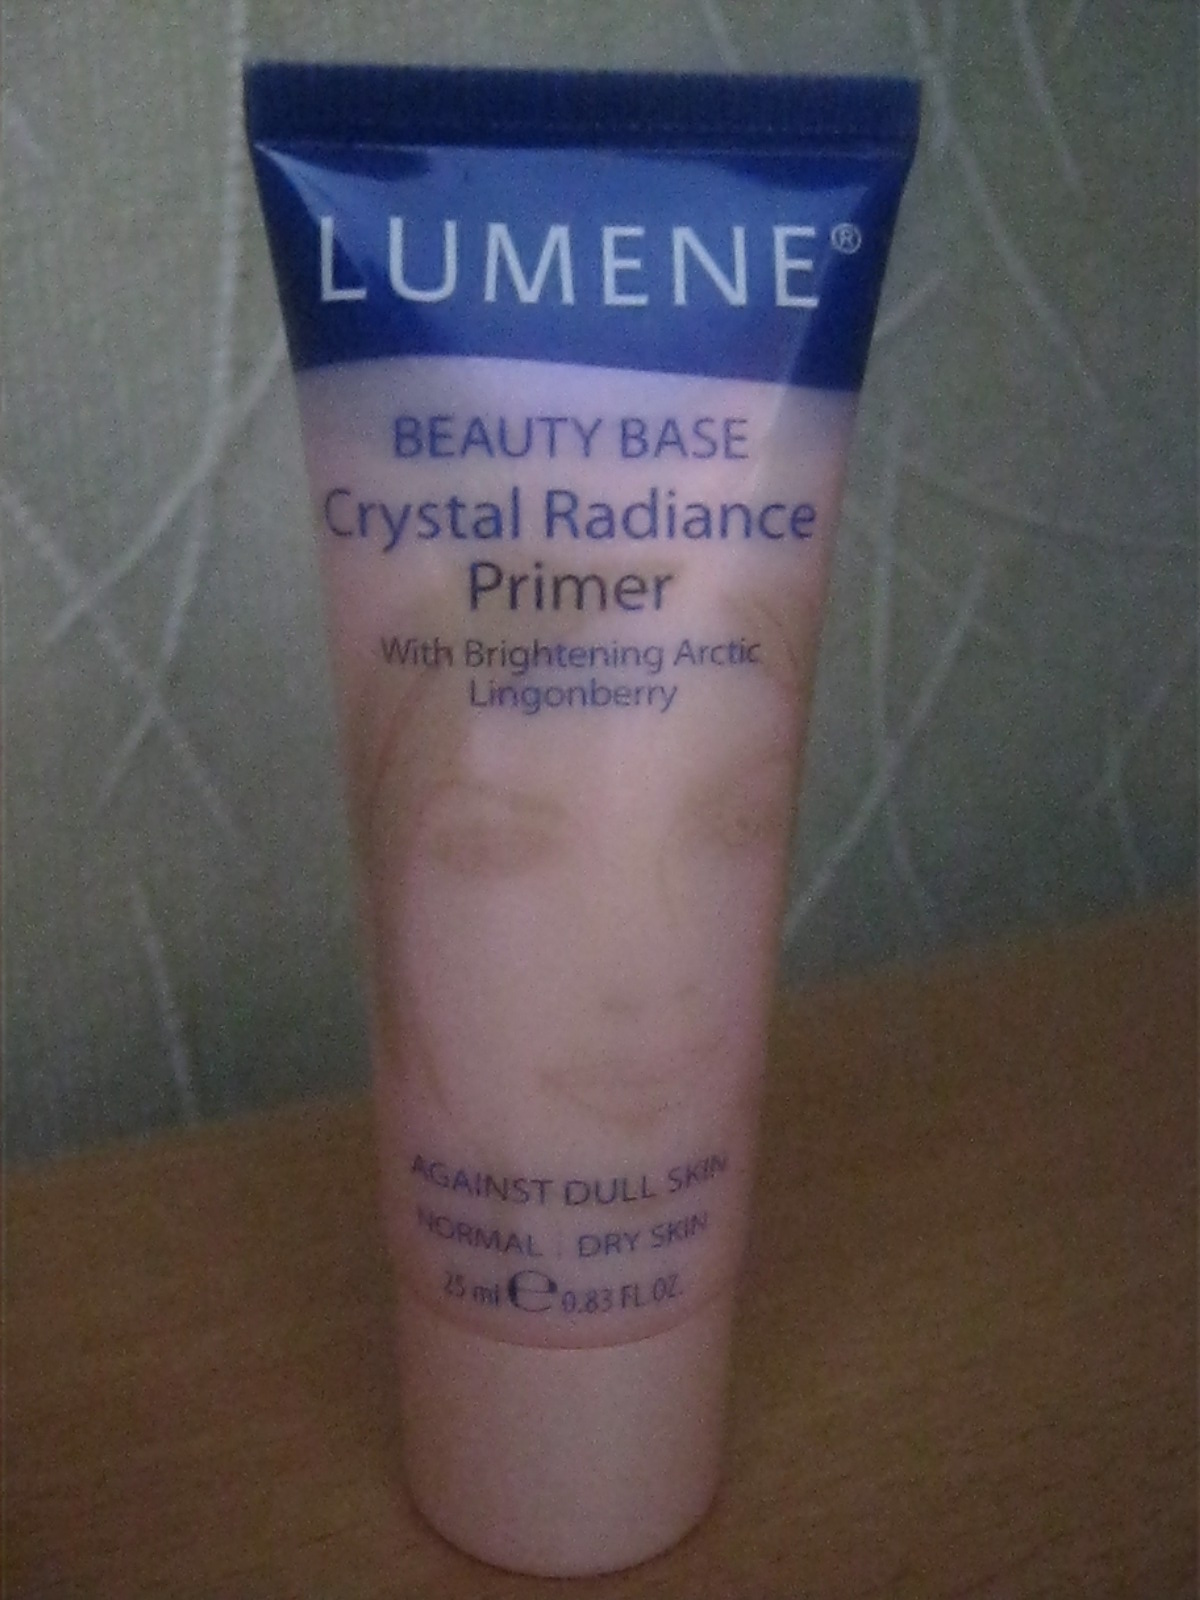 LUMENE®
BEAUTY BASE
Crystal Radiance
Primer
With Brightening Arctic
Lingonberry
AGAINST DULL SKIN
NORMAL | DRY SKIN
25 ml e 0.83 FL.OZ.